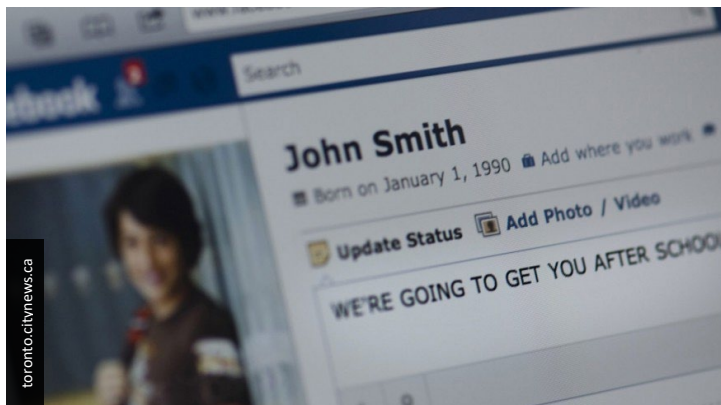 Search
John Smith
Born on January 1, 1990 Add where you work
Update Status Add Photo / Video
WE'RE GOING TO GET YOU AFTER SCHOO
toronto.citynews.ca